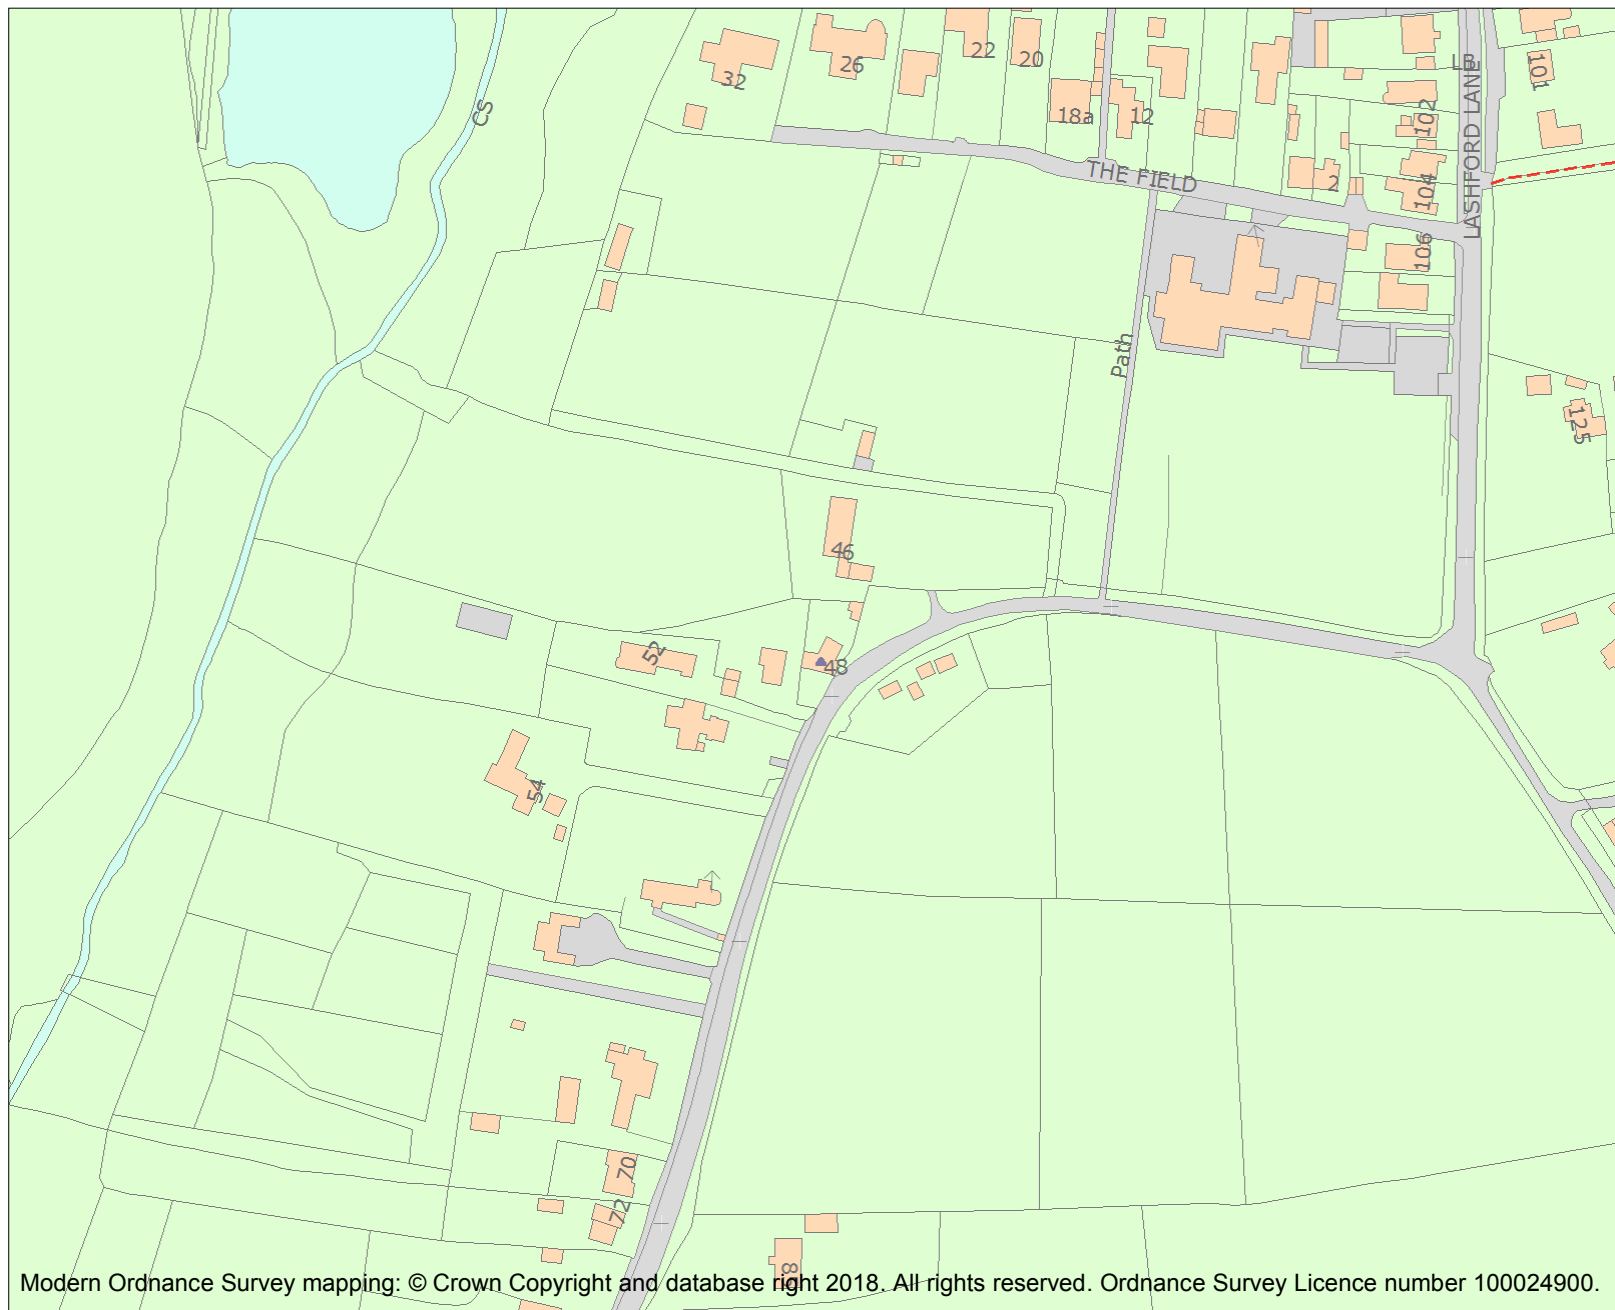 32
26
22
20
18a
12
2
LB
LASHFORD LANE
101
102
104
106
CS
THE FIELD
Path
125
46
48
52
54
70
72
85
Modern Ordnance Survey mapping: © Crown Copyright and database right 2018. All rights reserved. Ordnance Survey Licence number 100024900.